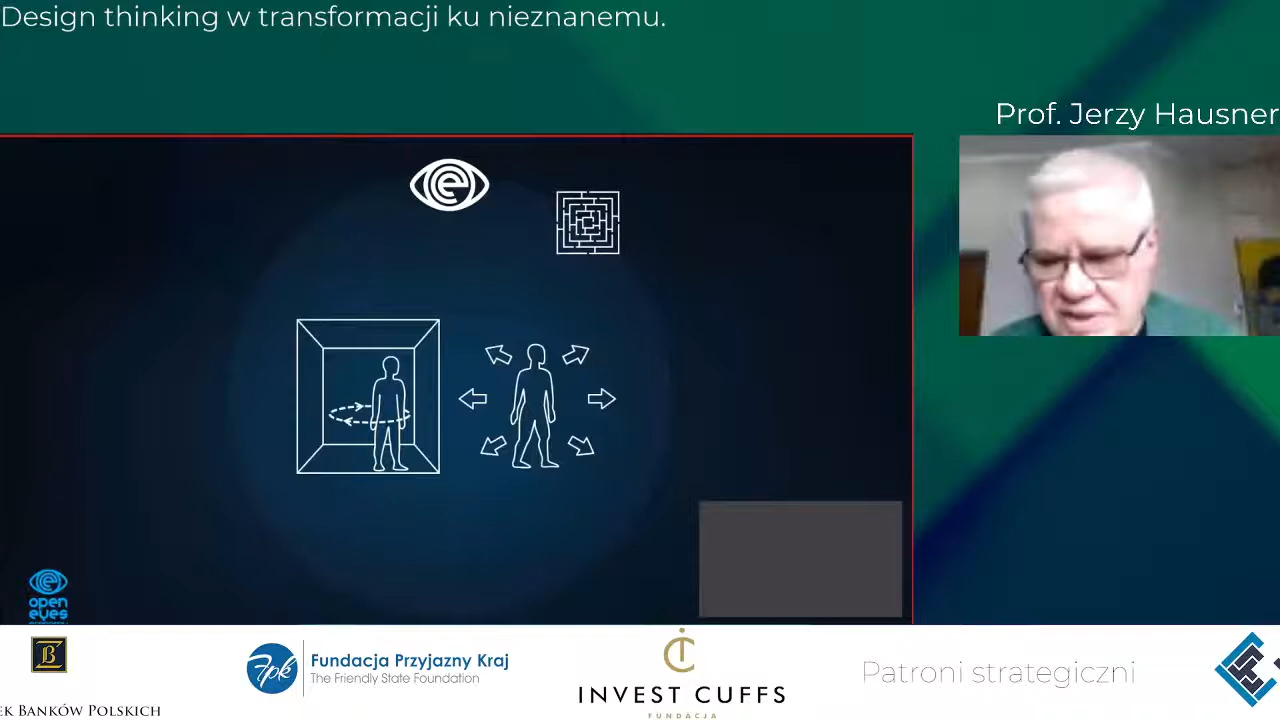 Design thinking w transformacji ku nieznanemu.
Prof. Jerzy Hausner
e
open
eyes
B
EK BANKÓW POLSKICH
fpk
Fundacja Przyjazny Kraj
The Friendly State Foundation
INVEST CUFFS
FUNDACJA
Patroni strategiczni